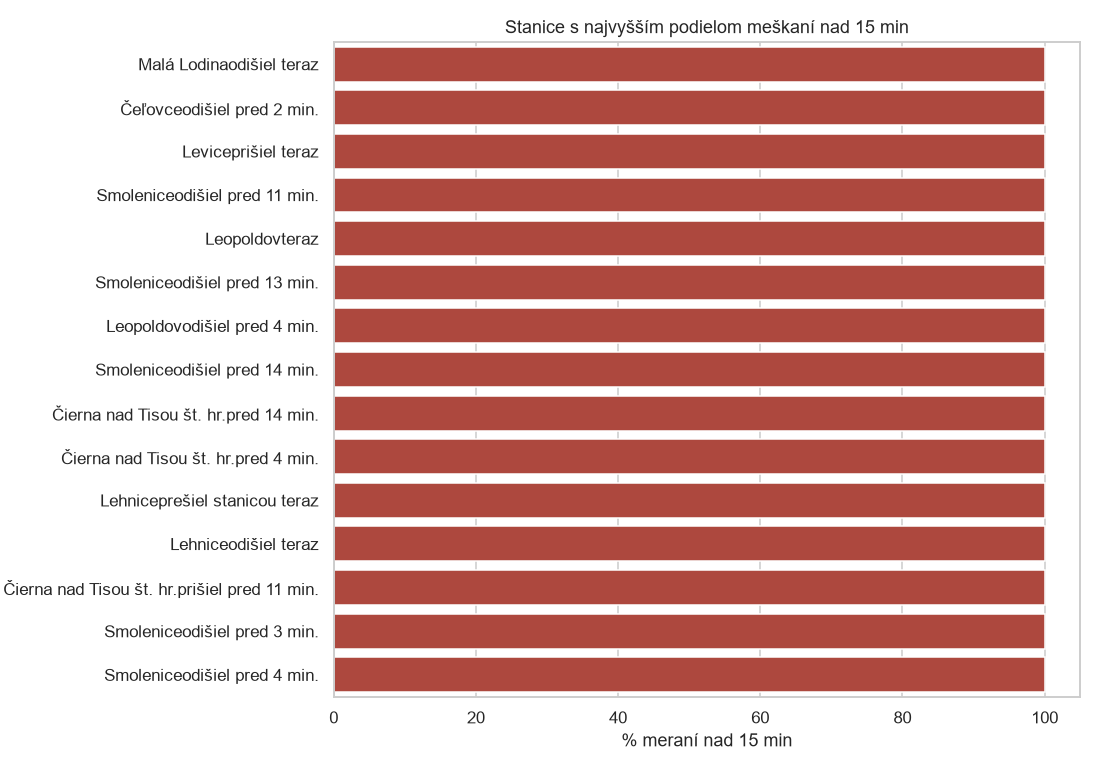 Stanice s najvyšším podielom meškaní nad 15 min
Malá Lodinaodišiel teraz
Čeľovceodišiel pred 2 min.
Leviceprišiel teraz
Smoleniceodišiel pred 11 min.
Leopoldovteraz
Smoleniceodišiel pred 13 min.
Leopoldovodišiel pred 4 min.
Smoleniceodišiel pred 14 min.
Čierna nad Tisou št. hr.pred 14 min.
Čierna nad Tisou št. hr.pred 4 min.
Lehniceprešiel stanicou teraz
Lehniceodišiel teraz
Čierna nad Tisou št. hr.prišiel pred 11 min.
Smoleniceodišiel pred 3 min.
Smoleniceodišiel pred 4 min.
0 20 40 60 80 100
% meraní nad 15 min